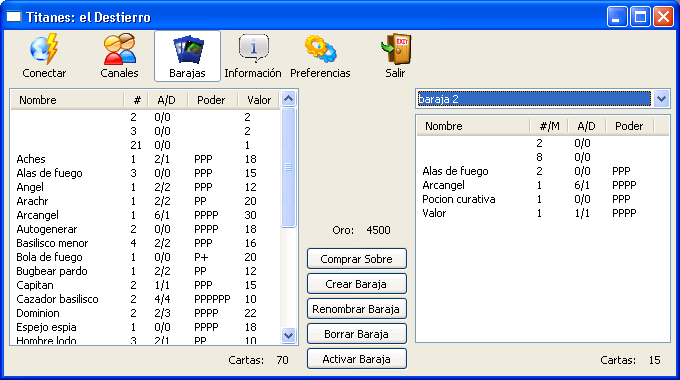 Titanes: el Destierro
Conectar Canales Barajas Información Preferencias Salir
EXIT
Nombre # A/D Poder Valor
2 0/0 2
3 0/0 2
21 0/0 1
Aches 1 2/1 PPP 18
Alas de fuego 3 0/0 PPP 15
Angel 1 2/2 PPP 12
Arachr 1 2/2 PP 20
Arcangel 1 6/1 PPPP 30
Autogenerar 2 0/0 PPPP 18
Basilisco menor 4 2/2 PPP 16
Bola de fuego 1 0/0 P+ 20
Bugbear pardo 1 2/2 PP 12
Capitan 2 1/1 PPP 15
Cazador basilisco 2 4/4 PPPPPP 10
Dominion 2 2/3 PPPP 22
Espejo espia 1 0/0 PPPP 18
Hombre lodo 3 2/1 PP 10
Cartas: 70
Oro: 4500
Comprar Sobre
Crear Baraja
Renombrar Baraja
Borrar Baraja
Activar Baraja
baraja 2
Nombre #/M A/D Poder
2 0/0
8 0/0
Alas de fuego 2 0/0 PPP
Arcangel 1 6/1 PPPP
Pocion curativa 1 0/0 PPP
Valor 1 1/1 PPPP
Cartas: 15